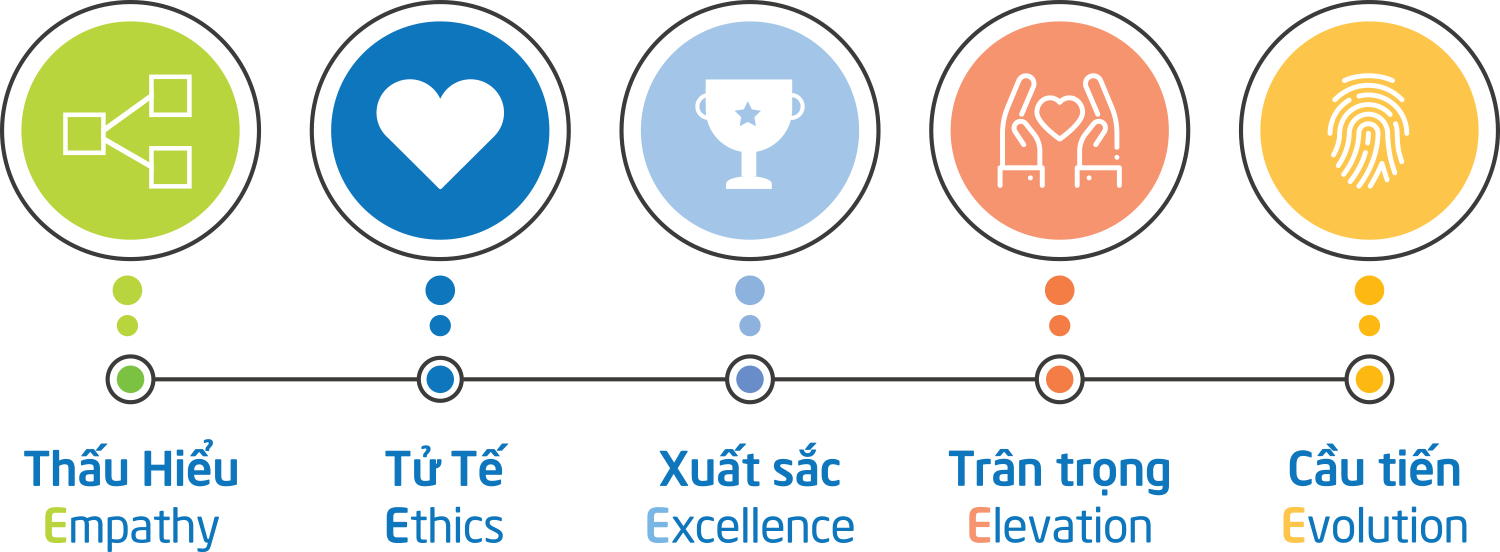 Thấu Hiểu
Empathy
Tử Tế
Ethics
Xuất sắc
Excellence
Trân trọng
Elevation
Cầu tiến
Evolution